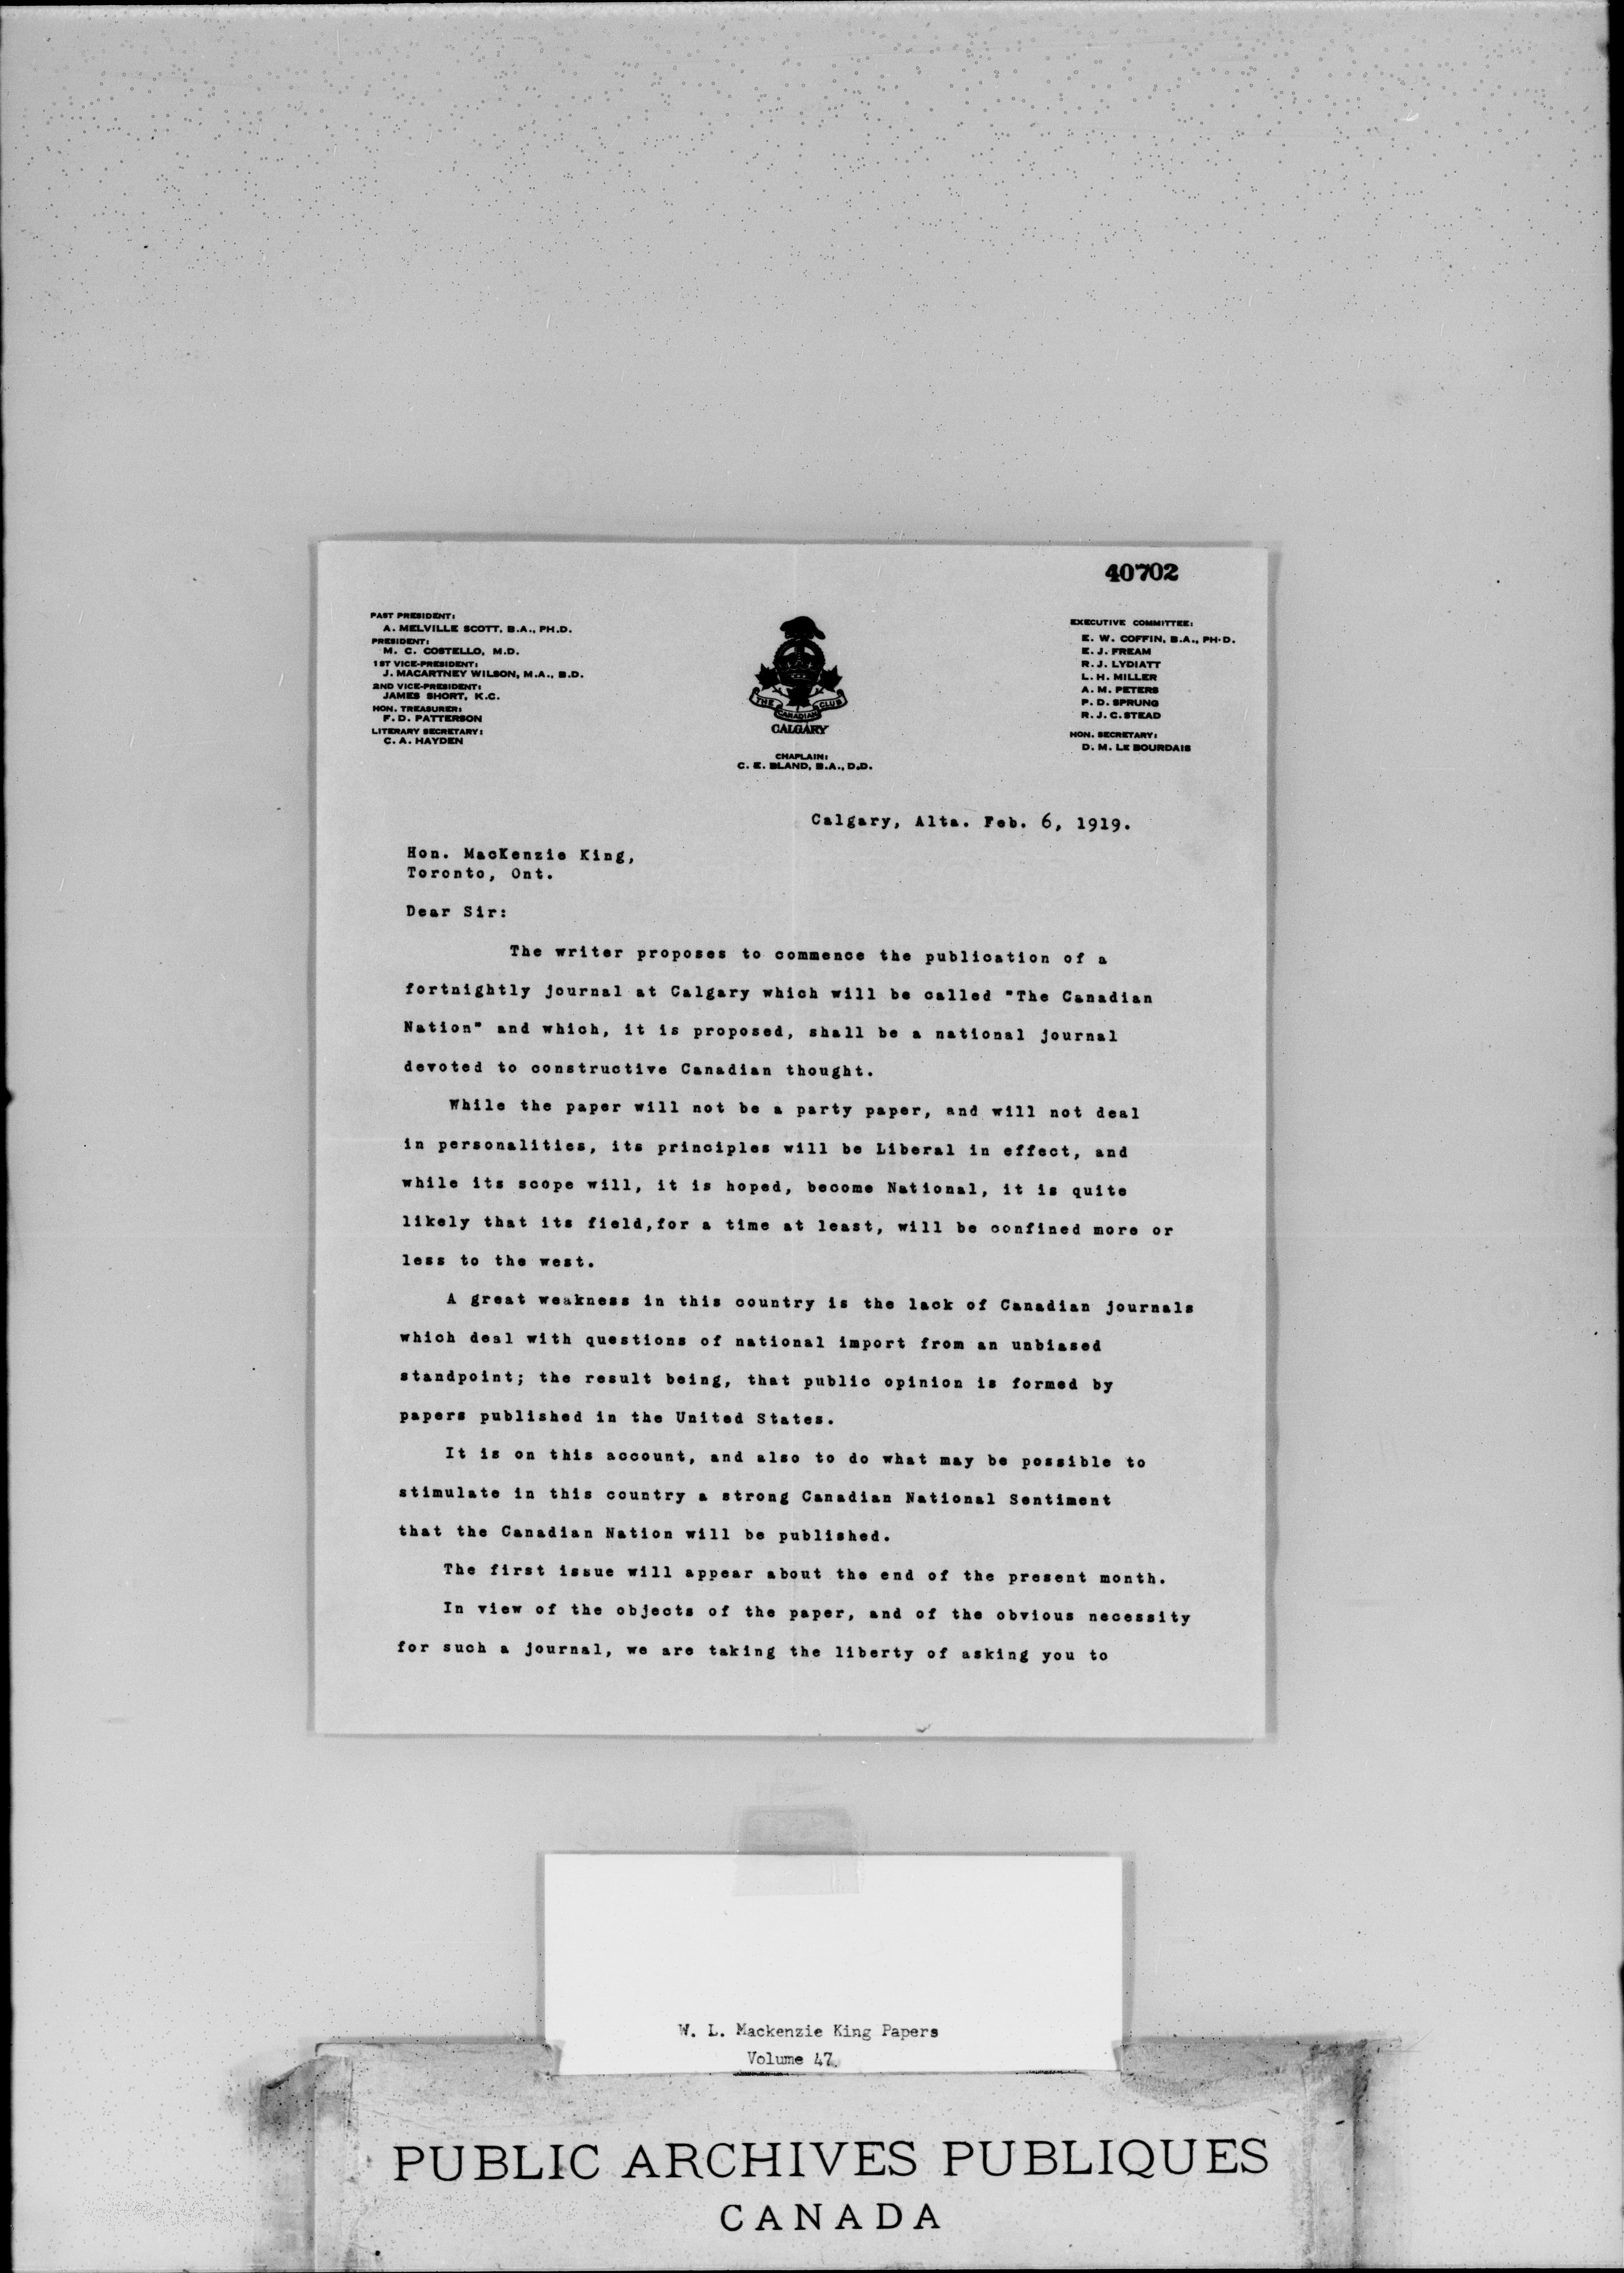 40702
PAST PRESIDENT:
A. MELVILLE SCOTT, B.A., PH.D.
PRESIDENT:
M. C. COSTELLO, M.D.
1ST VICE-PRESIDENT:
J. MACARTNEY WILSON, M.A., B.D.
2ND VICE-PRESIDENT:
JAMES SHORT, K.C.
HON. TREASURER:
F. D. PATTERSON
LITERARY SECRETARY:
C. A. HAYDEN
THE CANADIAN CLUB
CALGARY
CHAPLAIN:
C. E. BLAND, B.A., D.D.
EXECUTIVE COMMITTEE:
E. W. COFFIN, B.A., PH.D.
E. J. FREAM
R. J. LYDIATT
L. H. MILLER
A. M. PETERS
P. D. SPRUNG
R. J. C. STEAD
HON. SECRETARY:
D. M. LE BOURDAIS
Calgary, Alta. Feb. 6, 1919.
Hon. MacKenzie King,
Toronto, Ont.
Dear Sir:
The writer proposes to commence the publication of a
fortnightly journal at Calgary which will be called "The Canadian
Nation" and which, it is proposed, shall be a national journal
devoted to constructive Canadian thought.
While the paper will not be a party paper, and will not deal
in personalities, its principles will be Liberal in effect, and
while its scope will, it is hoped, become National, it is quite
likely that its field,for a time at least, will be confined more or
less to the west.
A great weakness in this country is the lack of Canadian journals
which deal with questions of national import from an unbiased
standpoint; the result being, that public opinion is formed by
papers published in the United States.
It is on this account, and also to do what may be possible to
stimulate in this country a strong Canadian National Sentiment
that the Canadian Nation will be published.
The first issue will appear about the end of the present month.
In view of the objects of the paper, and of the obvious necessity
for such a journal, we are taking the liberty of asking you to
W. L. Mackenzie King Papers
Volume 47
PUBLIC ARCHIVES PUBLIQUES
CANADA